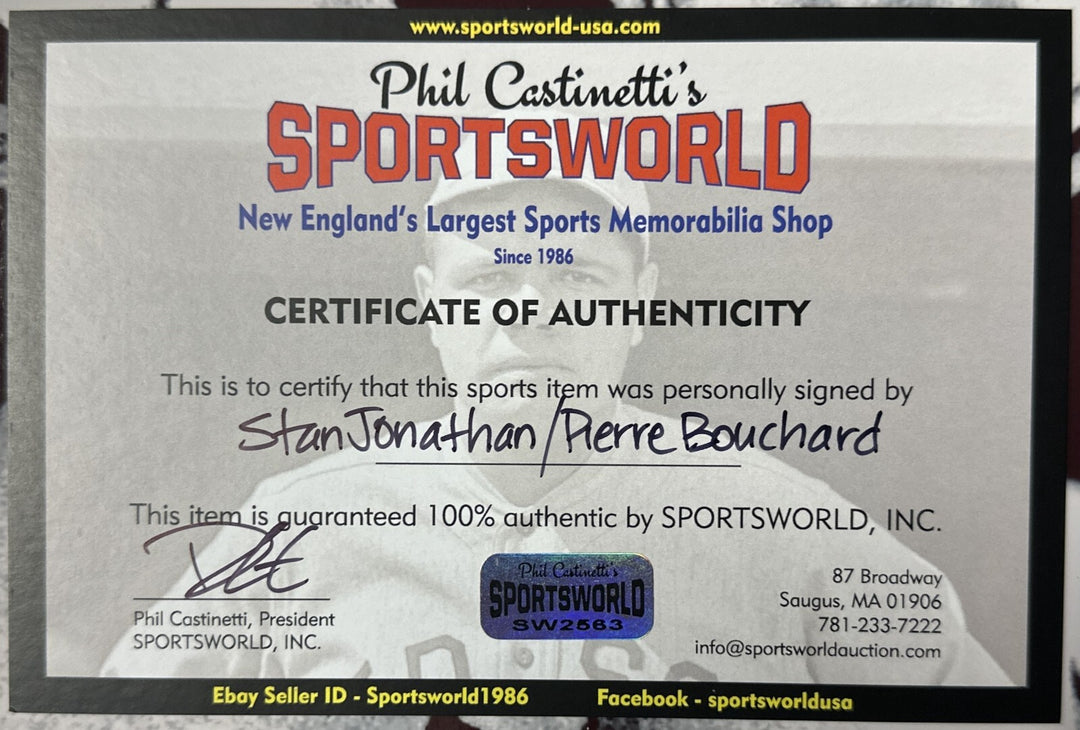 www.sportsworld-usa.com
Phil Castinetti's
SPORTSWORLD
New England's Largest Sports Memorabilia Shop
Since 1986
CERTIFICATE OF AUTHENTICITY
This is to certify that this sports item was personally signed by
Stan Jonathan/Pierre Bouchard
This item is guaranteed 100% authentic by SPORTSWORLD, INC.
Phil Castinetti, President
SPORTSWORLD, INC.
Phil Castinetti's
SPORTSWORLD
SW2563
87 Broadway
Saugus, MA 01906
781-233-7222
info@sportsworldauction.com
Ebay Seller ID - Sportsworld1986
Facebook - sportsworldusa